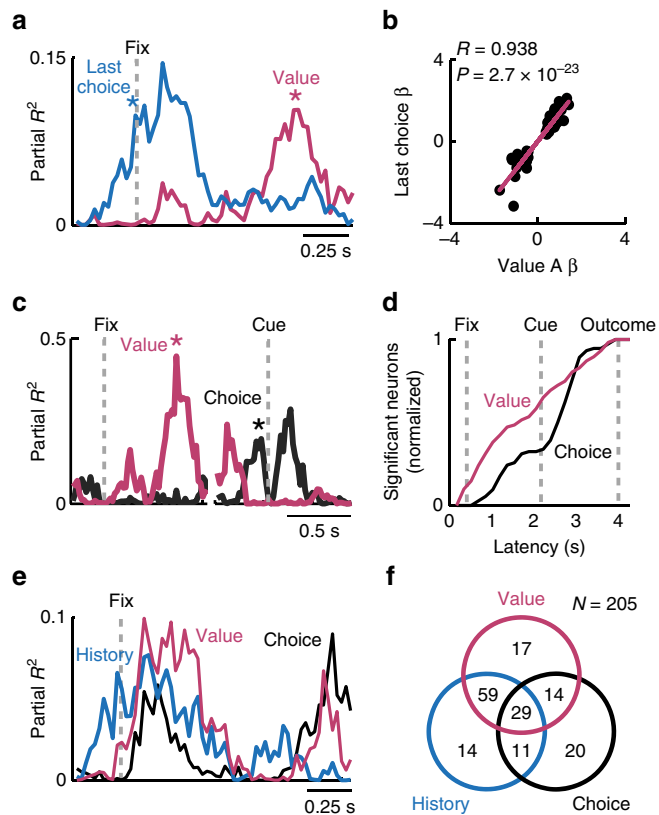 a
Fix
Last
choice
*
Value
*
0.15
0
Partial R²
0.25 s
b
R = 0.938
P = 2.7 × 10⁻²³
4
0
−4
Last choice β
−4
0
4
Value A β
c
Fix
Value
*
Cue
Choice
*
0.5
0
Partial R²
0.5 s
d
Fix
Cue
Outcome
1
0
Value
Choice
Significant neurons
(normalized)
0
1
2
3
4
Latency (s)
e
Fix
History
Value
Choice
0.1
0
Partial R²
0.25 s
f
Value
N = 205
17
59
14
29
14
11
20
History
Choice